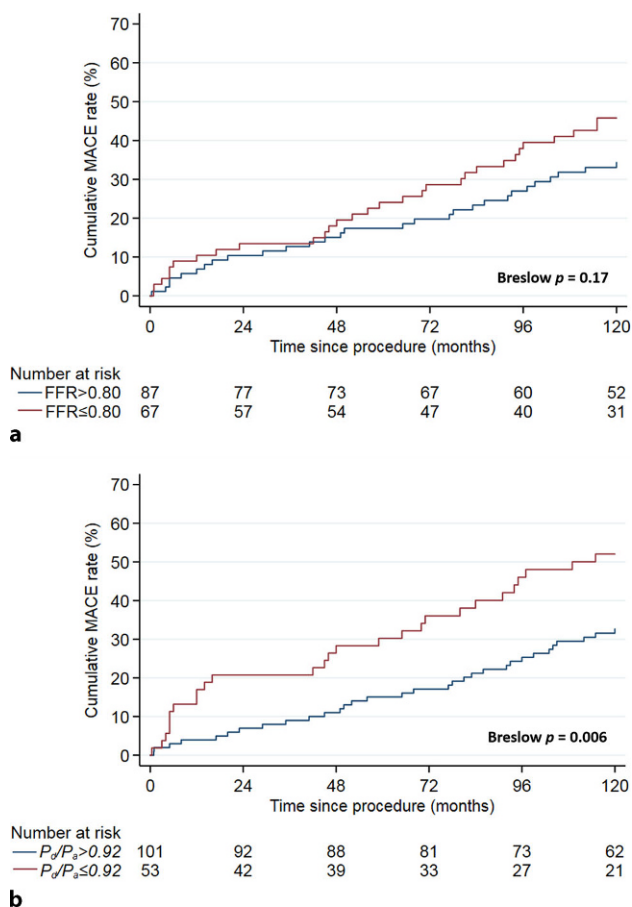 70
60
50
40
30
20
10
0
Cumulative MACE rate (%)
Breslow p = 0.17
0 24 48 72 96 120
Time since procedure (months)
Number at risk
FFR>0.80 87 77 73 67 60 52
FFR≤0.80 67 57 54 47 40 31
a
70
60
50
40
30
20
10
0
Cumulative MACE rate (%)
Breslow p = 0.006
0 24 48 72 96 120
Time since procedure (months)
Number at risk
Pd/Pa>0.92 101 92 88 81 73 62
Pd/Pa≤0.92 53 42 39 33 27 21
b